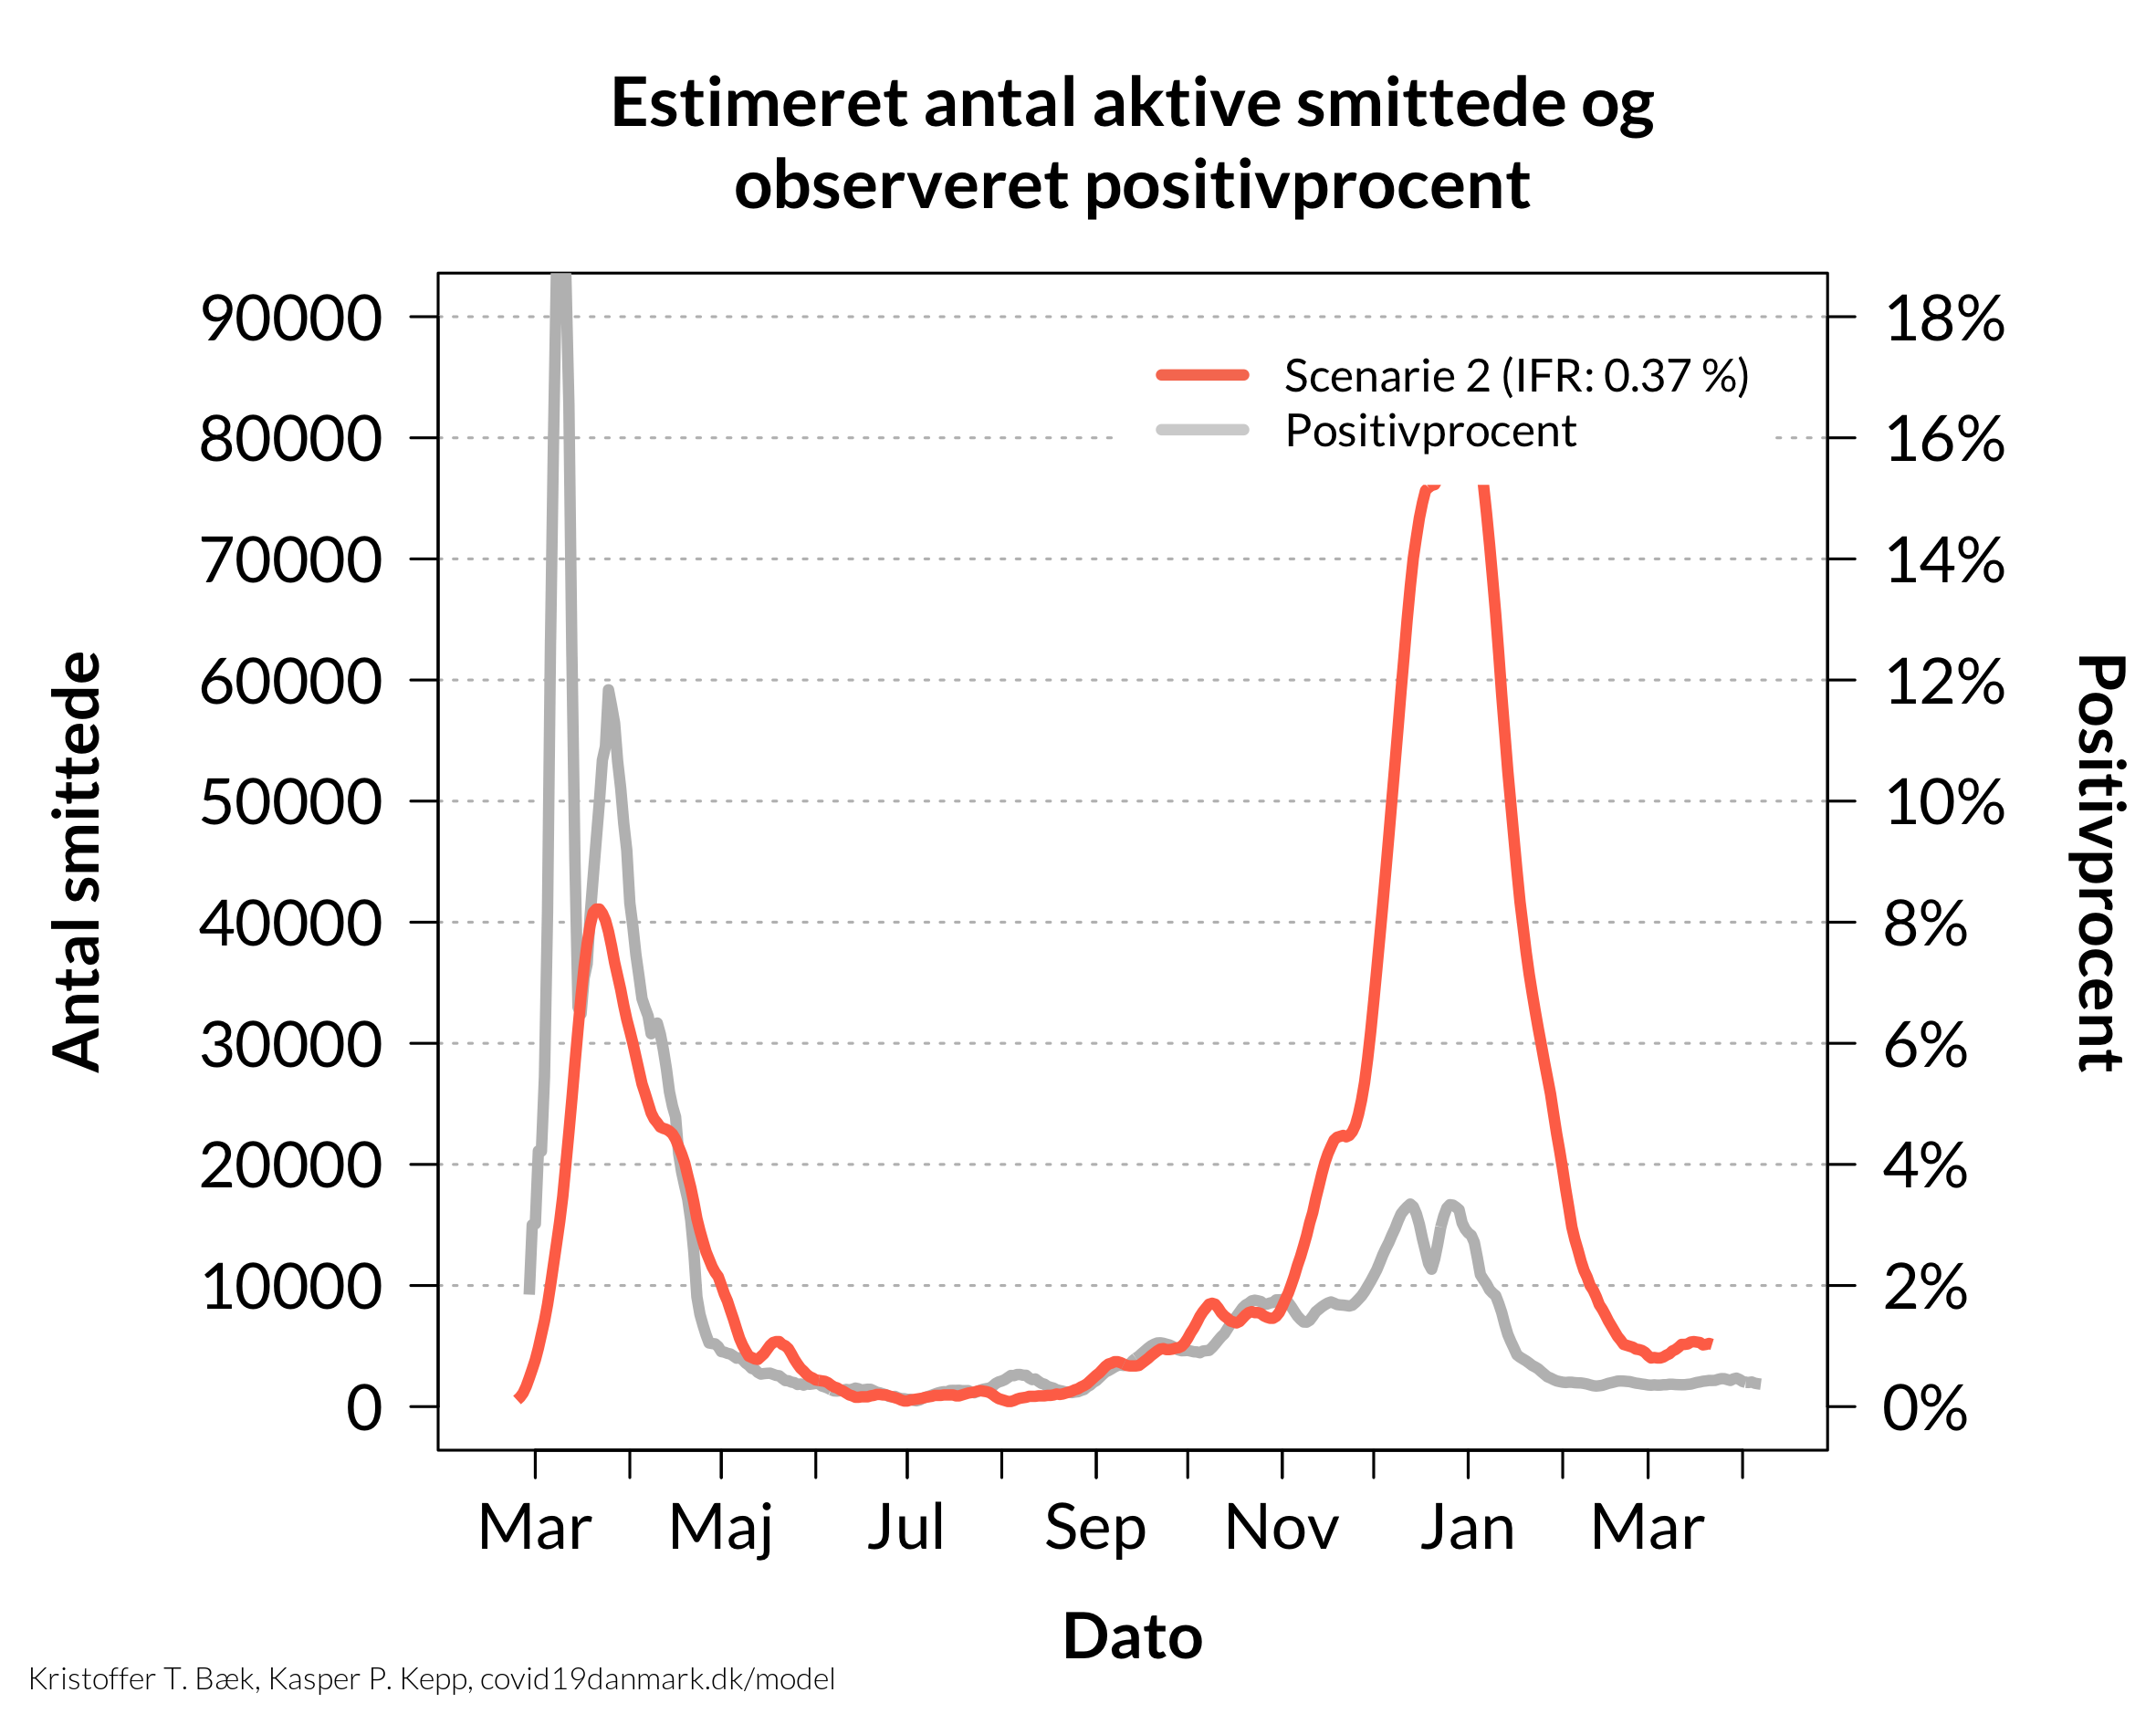 Estimeret antal aktive smittede og
observeret positivprocent
90000
80000
70000
60000
50000
40000
30000
20000
10000
0
Antal smittede
Scenarie 2 (IFR: 0.37 %)
Positivprocent
18%
16%
14%
12%
10%
8%
6%
4%
2%
0%
Positivprocent
Mar Maj Jul Sep Nov Jan Mar
Dato
Kristoffer T. Bæk, Kasper P. Kepp, covid19danmark.dk/model